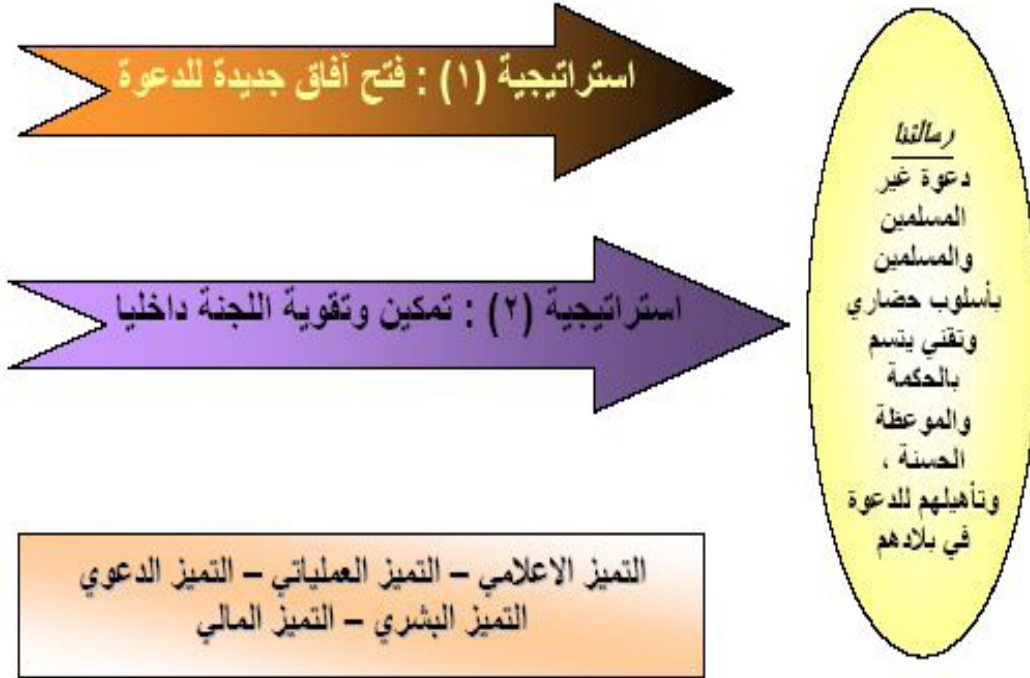 استراتيجية (١) : فتح آفاق جديدة للدعوة
استراتيجية (٢) : تمكين وتقوية اللجنة داخليا
رسالتنا
دعوة غير
المسلمين
والمسلمين
بأسلوب حضاري
وتقني يتسم
بالحكمة
والموعظة
الحسنة ،
وتأهيلهم للدعوة
في بلادهم
التميز الاعلامي – التميز العملياتي – التميز الدعوي
التميز البشري – التميز المالي